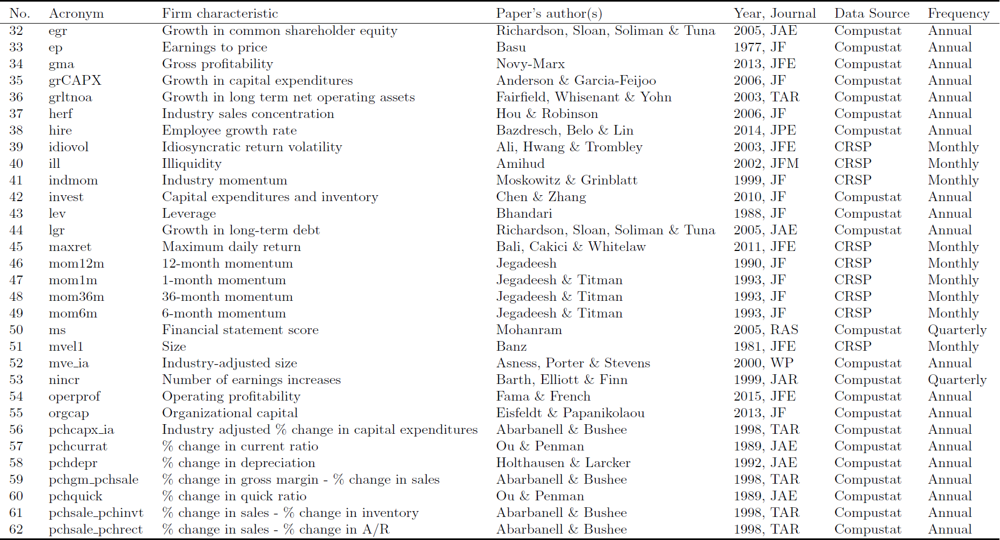 No. Acronym Firm characteristic Paper's author(s) Year, Journal Data Source Frequency
32 egr Growth in common shareholder equity Richardson, Sloan, Soliman & Tuna 2005, JAE Compustat Annual
33 ep Earnings to price Basu 1977, JF Compustat Annual
34 gma Gross profitability Novy-Marx 2013, JFE Compustat Annual
35 grCAPX Growth in capital expenditures Anderson & Garcia-Feijoo 2006, JF Compustat Annual
36 grltnoa Growth in long term net operating assets Fairfield, Whisenant & Yohn 2003, TAR Compustat Annual
37 herf Industry sales concentration Hou & Robinson 2006, JF Compustat Annual
38 hire Employee growth rate Bazdresch, Belo & Lin 2014, JPE Compustat Annual
39 idiovol Idiosyncratic return volatility Ali, Hwang & Trombley 2003, JFE CRSP Monthly
40 ill Illiquidity Amihud 2002, JFM CRSP Monthly
41 indmom Industry momentum Moskowitz & Grinblatt 1999, JF CRSP Monthly
42 invest Capital expenditures and inventory Chen & Zhang 2010, JF Compustat Annual
43 lev Leverage Bhandari 1988, JF Compustat Annual
44 lgr Growth in long-term debt Richardson, Sloan, Soliman & Tuna 2005, JAE Compustat Annual
45 maxret Maximum daily return Bali, Cakici & Whitelaw 2011, JFE CRSP Monthly
46 mom12m 12-month momentum Jegadeesh 1990, JF CRSP Monthly
47 mom1m 1-month momentum Jegadeesh & Titman 1993, JF CRSP Monthly
48 mom36m 36-month momentum Jegadeesh & Titman 1993, JF CRSP Monthly
49 mom6m 6-month momentum Jegadeesh & Titman 1993, JF CRSP Monthly
50 ms Financial statement score Mohanram 2005, RAS Compustat Quarterly
51 mvel1 Size Banz 1981, JFE CRSP Monthly
52 mve_ia Industry-adjusted size Asness, Porter & Stevens 2000, WP Compustat Annual
53 nincr Number of earnings increases Barth, Elliott & Finn 1999, JAR Compustat Quarterly
54 operprof Operating profitability Fama & French 2015, JFE Compustat Annual
55 orgcap Organizational capital Eisfeldt & Papanikolaou 2013, JF Compustat Annual
56 pchcapx_ia Industry adjusted % change in capital expenditures Abarbanell & Bushee 1998, TAR Compustat Annual
57 pchcurrat % change in current ratio Ou & Penman 1989, JAE Compustat Annual
58 pchdepr % change in depreciation Holthausen & Larcker 1992, JAE Compustat Annual
59 pchgm_pchsale % change in gross margin - % change in sales Abarbanell & Bushee 1998, TAR Compustat Annual
60 pchquick % change in quick ratio Ou & Penman 1989, JAE Compustat Annual
61 pchsale_pchinvt % change in sales - % change in inventory Abarbanell & Bushee 1998, TAR Compustat Annual
62 pchsale_pchrect % change in sales - % change in A/R Abarbanell & Bushee 1998, TAR Compustat Annual